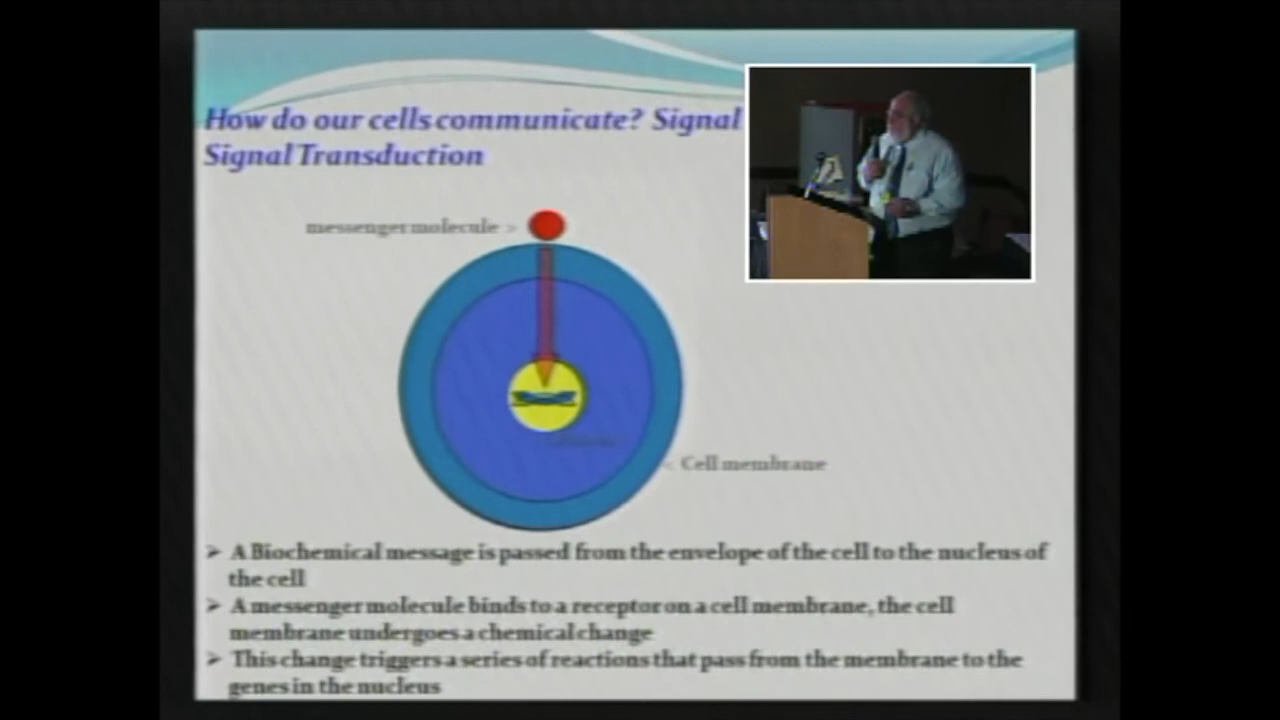 How do our cells communicate? Signal
Signal Transduction
messenger molecule >
< Cell membrane
➢ A Biochemical message is passed from the envelope of the cell to the nucleus of
the cell
➢ A messenger molecule binds to a receptor on a cell membrane, the cell
membrane undergoes a chemical change
➢ This change triggers a series of reactions that pass from the membrane to the
genes in the nucleus